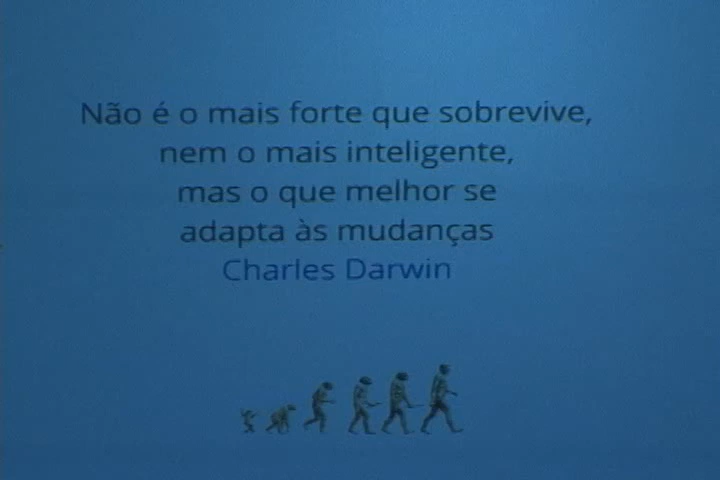 Não é o mais forte que sobrevive,
nem o mais inteligente,
mas o que melhor se
adapta às mudanças
Charles Darwin